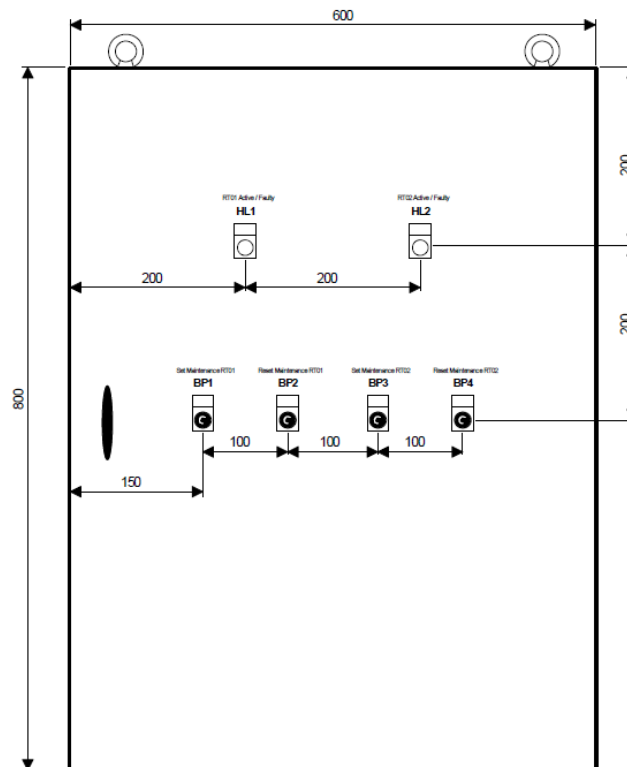 600
RT01 Active / Faulty
RT02 Active / Faulty
HL1
HL2
200
200
200
200
800
Set Maintenance RT01
Reset Maintenance RT01
Set Maintenance RT02
Reset Maintenance RT02
BP1
BP2
BP3
BP4
100
100
100
150